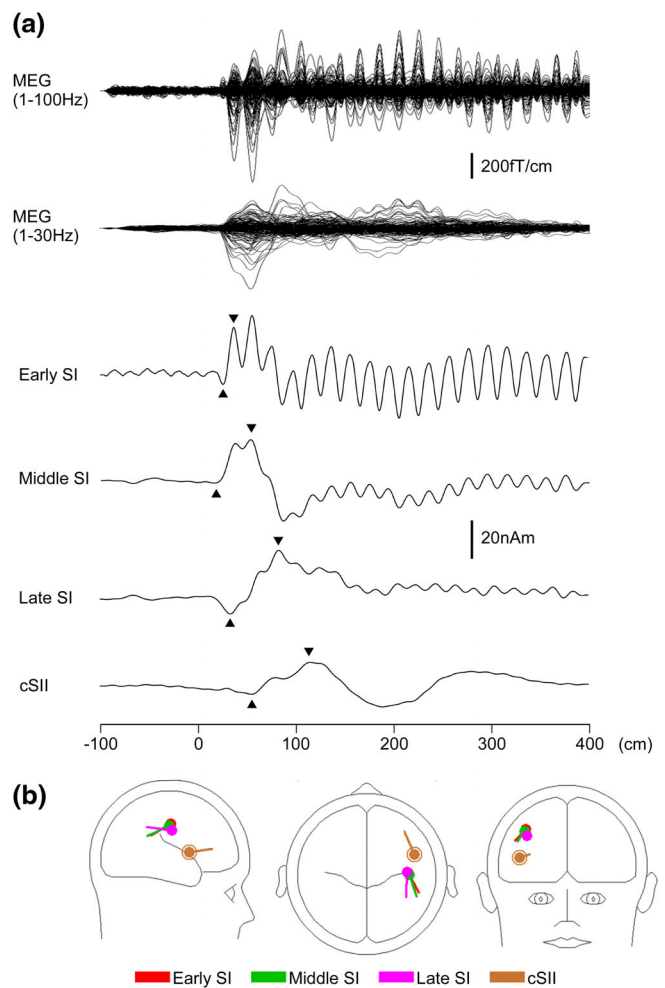 (a)
MEG
(1-100Hz)
200fT/cm
MEG
(1-30Hz)
Early SI
Middle SI
20nAm
Late SI
cSII
-100 0 100 200 300 400 (cm)
(b)
Early SI Middle SI Late SI cSII